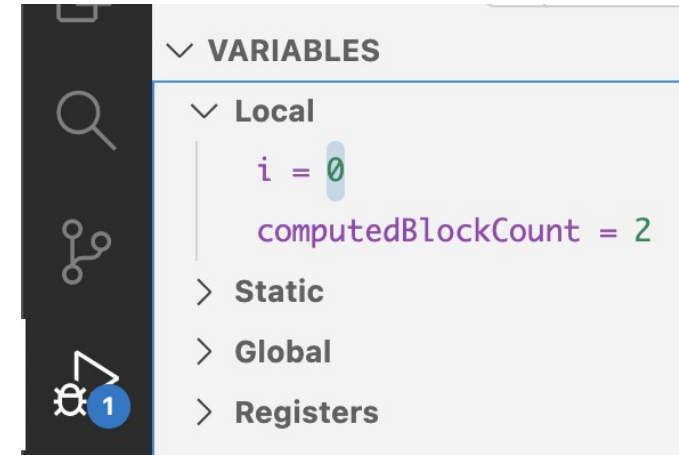 VARIABLES
Local
i = 0
computedBlockCount = 2
Static
Global
1
Registers